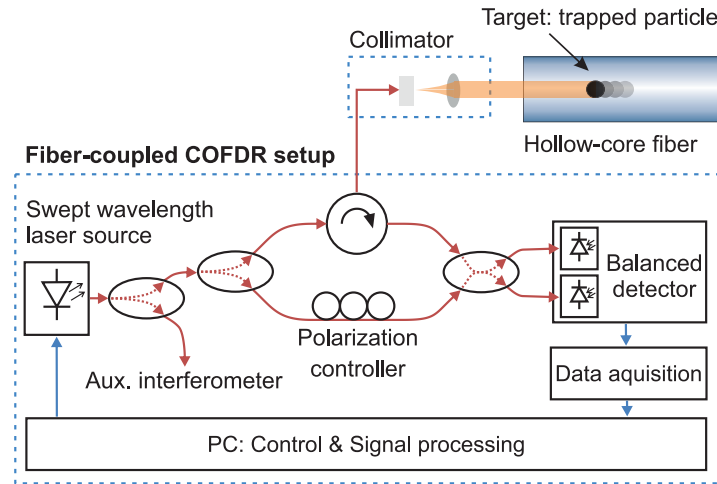 Target: trapped particle
Collimator
Hollow-core fiber
Fiber-coupled COFDR setup
Swept wavelength
laser source
Balanced
detector
Polarization
controller
Aux. interferometer
Data aquisition
PC: Control & Signal processing